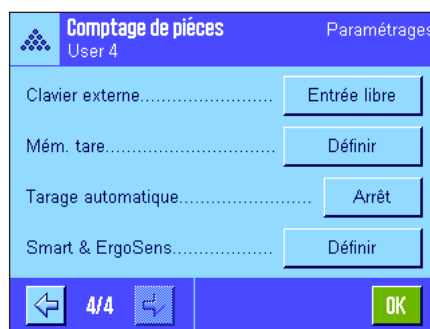 Comptage de piéces Paramétrages
User 4
Clavier externe........................ Entrée libre
Mém. tare.............................. Définir
Tarage automatique....................... Arrêt
Smart & ErgoSens.................. Définir
4/4 OK